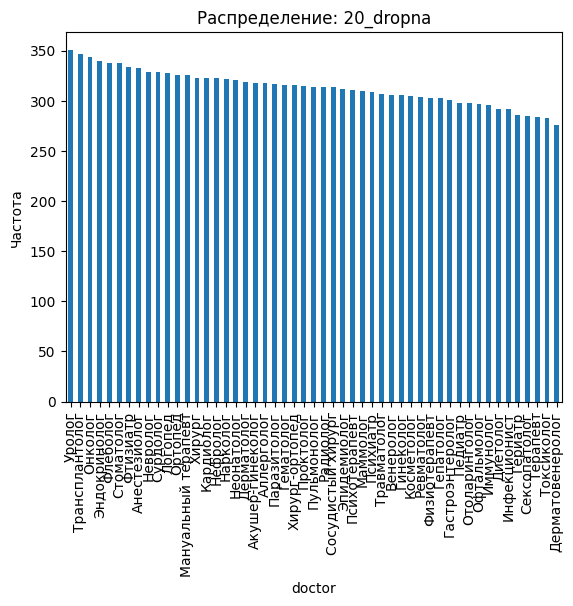 Распределение: 20_dropna
Частота
350
300
250
200
150
100
50
0
Уролог
Трансплантолог
Онколог
Эндокринолог
Флеболог
Стоматолог
Фтизиатр
Анестезиолог
Невролог
Сурдолог
Логопед
Ортопед
Мануальный терапевт
Хирург
Кардиолог
Нефролог
Нарколог
Неонатолог
Дерматолог
Акушер-гинеколог
Аллерголог
Паразитолог
Гематолог
Хирург-ортопед
Проктолог
Пульмонолог
Радиолог
Сосудистый хирург
Эпидемиолог
Психотерапевт
Маммолог
Психиатр
Травматолог
Венеролог
Гинеколог
Косметолог
Ревматолог
Физиотерапевт
Гепатолог
Гастроэнтеролог
Педиатр
Отоларинголог
Офтальмолог
Иммунолог
Диетолог
Инфекционист
Гериатр
Сексопатолог
Терапевт
Токсиколог
Дерматовенеролог
doctor